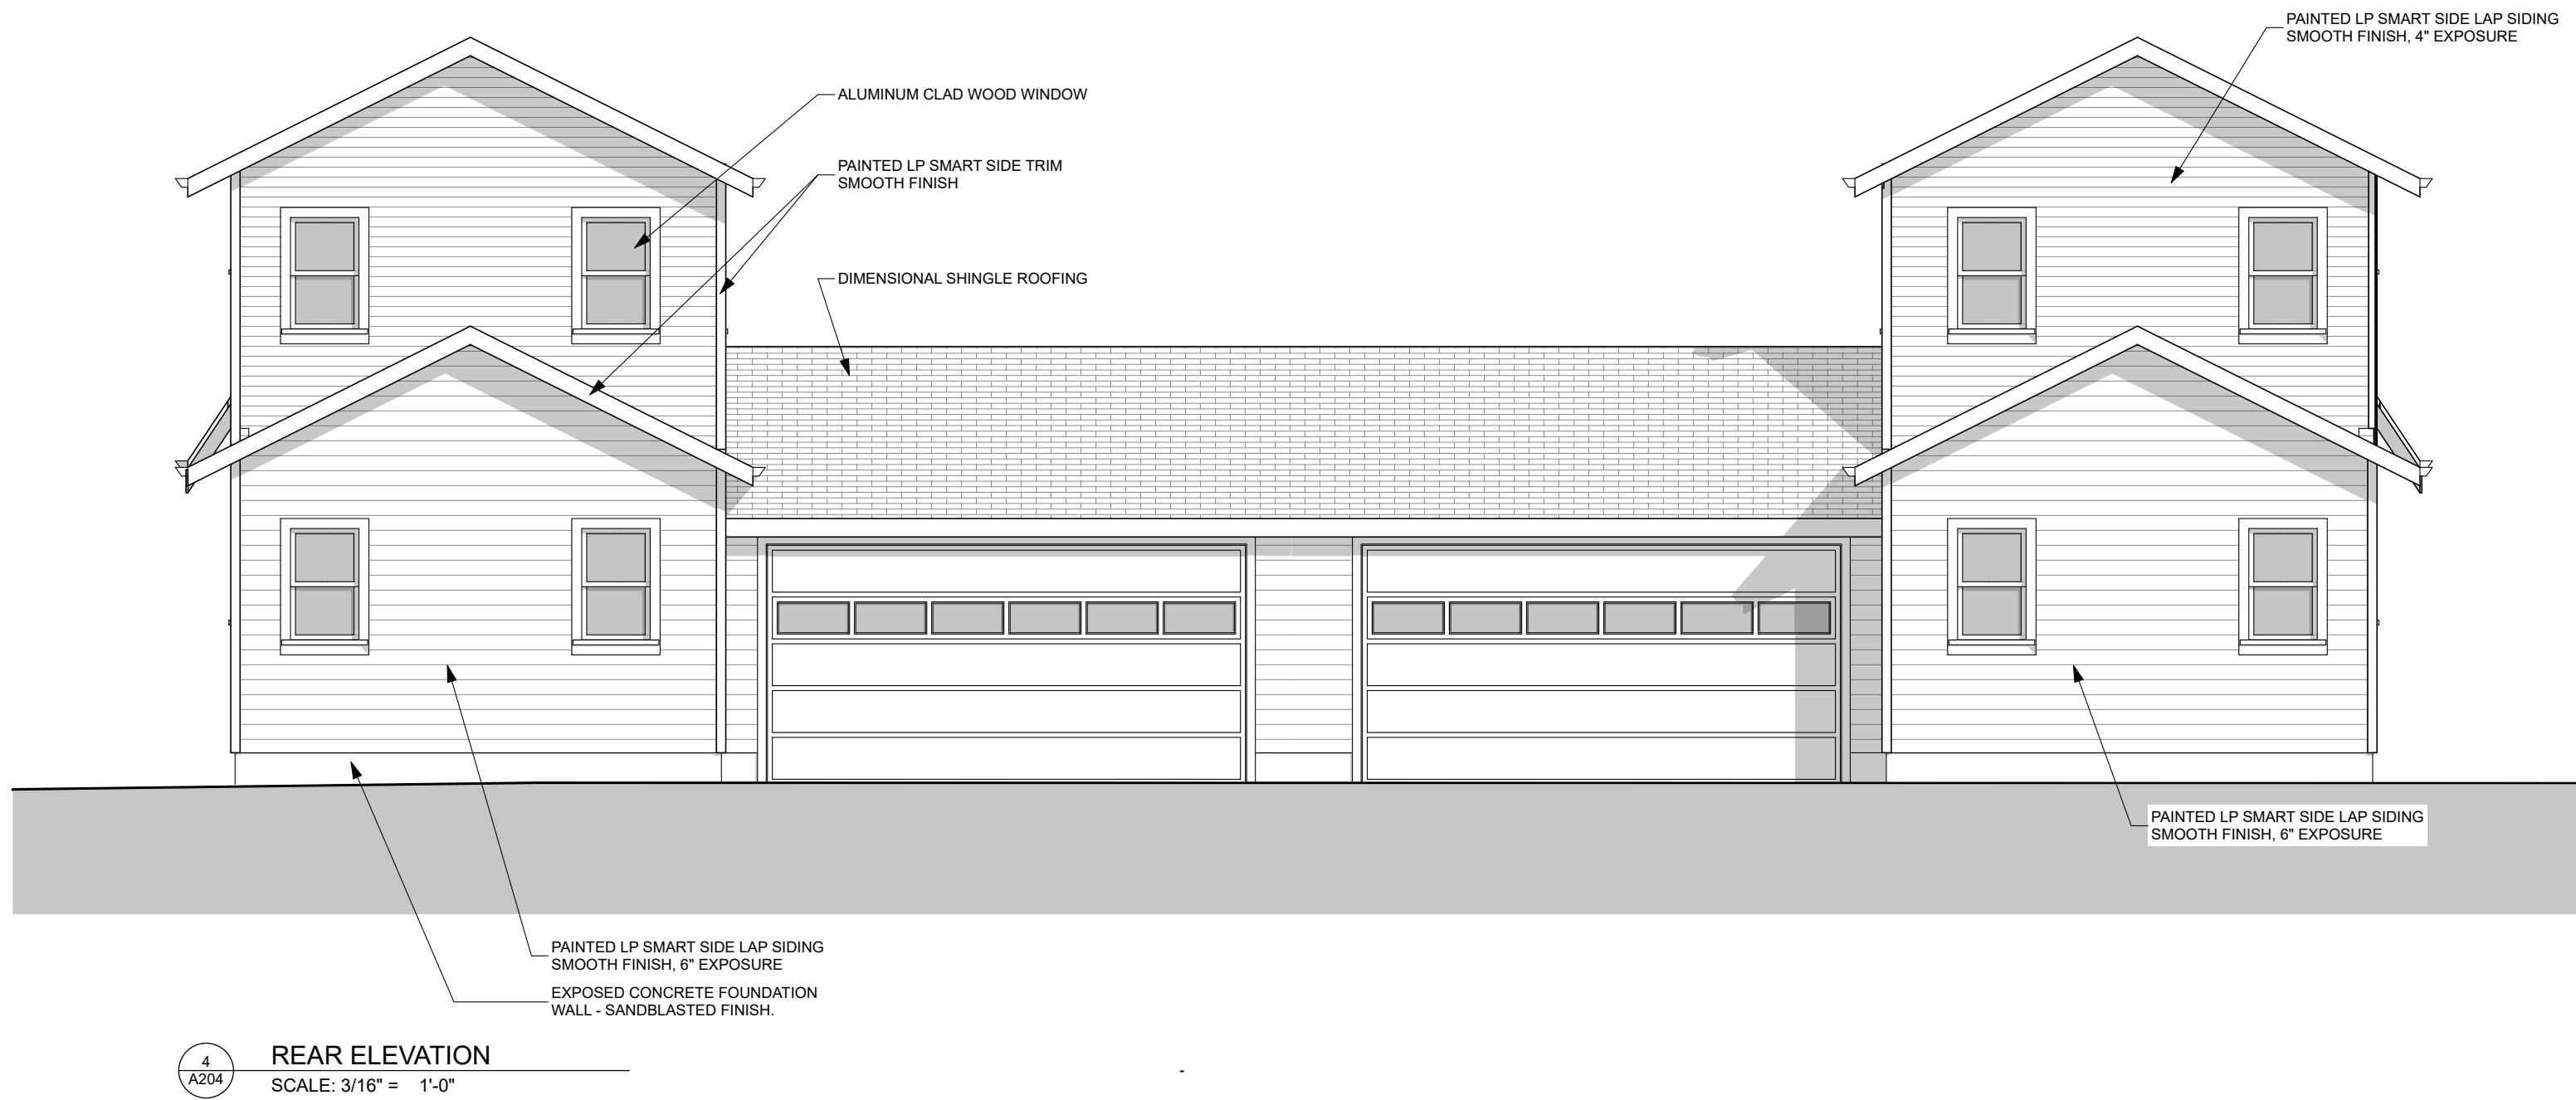 PAINTED LP SMART SIDE LAP SIDING
SMOOTH FINISH, 4" EXPOSURE
ALUMINUM CLAD WOOD WINDOW
PAINTED LP SMART SIDE TRIM
SMOOTH FINISH
DIMENSIONAL SHINGLE ROOFING
PAINTED LP SMART SIDE LAP SIDING
SMOOTH FINISH, 6" EXPOSURE
PAINTED LP SMART SIDE LAP SIDING
SMOOTH FINISH, 6" EXPOSURE
EXPOSED CONCRETE FOUNDATION
WALL - SANDBLASTED FINISH.
4
A204
REAR ELEVATION
SCALE: 3/16" = 1'-0"